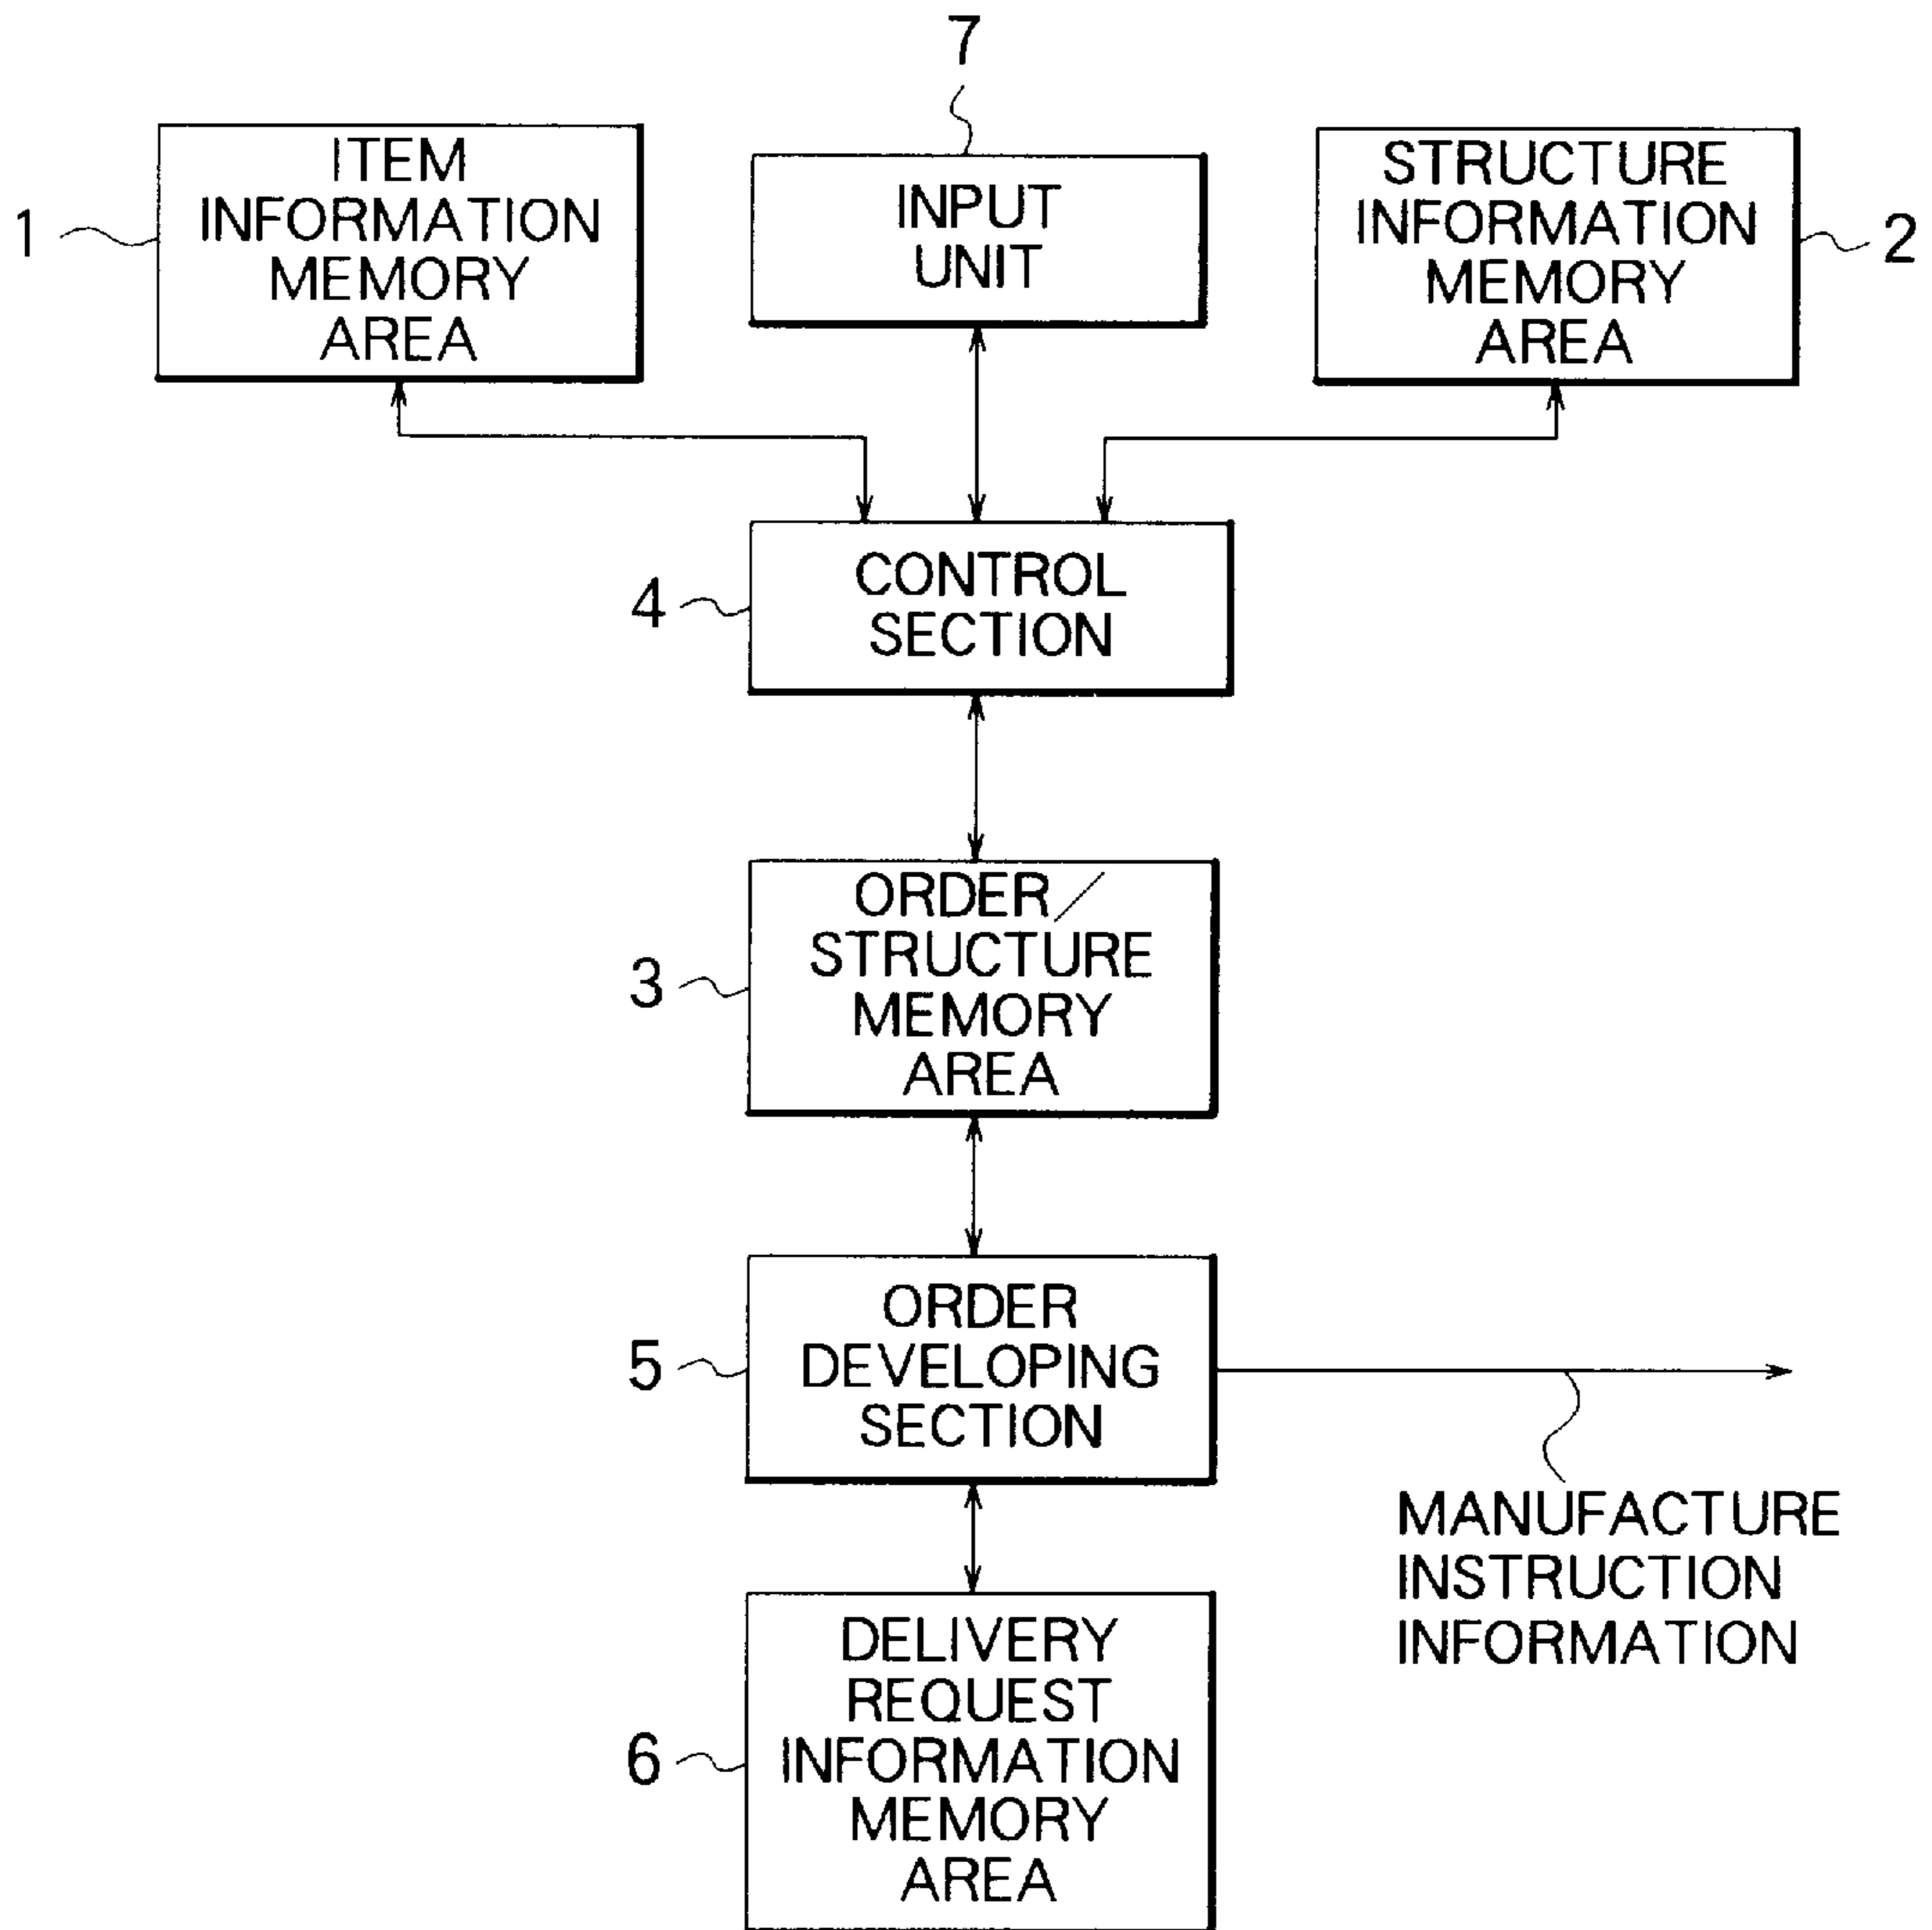 7
1
ITEM
INFORMATION
MEMORY
AREA
INPUT
UNIT
STRUCTURE
INFORMATION
MEMORY
AREA
2
4
CONTROL
SECTION
3
ORDER/
STRUCTURE
MEMORY
AREA
5
ORDER
DEVELOPING
SECTION
MANUFACTURE
INSTRUCTION
INFORMATION
6
DELIVERY
REQUEST
INFORMATION
MEMORY
AREA